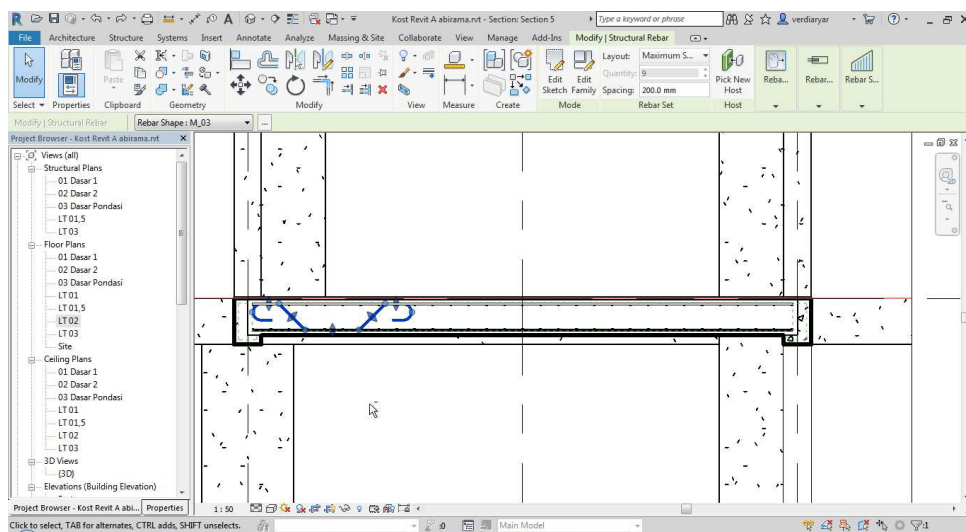 Kost Revit A abirama.rvt - Section: Section 5
Type a keyword or phrase
verdiaryar
File Architecture Structure Systems Insert Annotate Analyze Massing & Site Collaborate View Manage Add-Ins Modify | Structural Rebar
Modify
Paste
Edit Sketch
Edit Family
Layout: Maximum S...
Quantity: 9
Spacing: 200.0 mm
Pick New Host
Reba...
Rebar...
Rebar S...
Select Properties Clipboard Geometry Modify View Measure Create Mode Rebar Set Host
Modify | Structural Rebar
Rebar Shape : M_03
Project Browser - Kost Revit A abirama.rvt
Views (all)
Structural Plans
01 Dasar 1
02 Dasar 2
03 Dasar Pondasi
LT 01,5
LT 03
Floor Plans
01 Dasar 1
02 Dasar 2
03 Dasar Pondasi
LT 01
LT 01,5
LT 02
LT 03
Site
Ceiling Plans
01 Dasar 1
02 Dasar 2
03 Dasar Pondasi
LT 01
LT 01,5
LT 02
LT 03
3D Views
{3D}
Elevations (Building Elevation)
Project Browser - Kost Revit A abi...
Properties
1 : 50
Click to select, TAB for alternates, CTRL adds, SHIFT unselects.
:0
Main Model
:1
2D